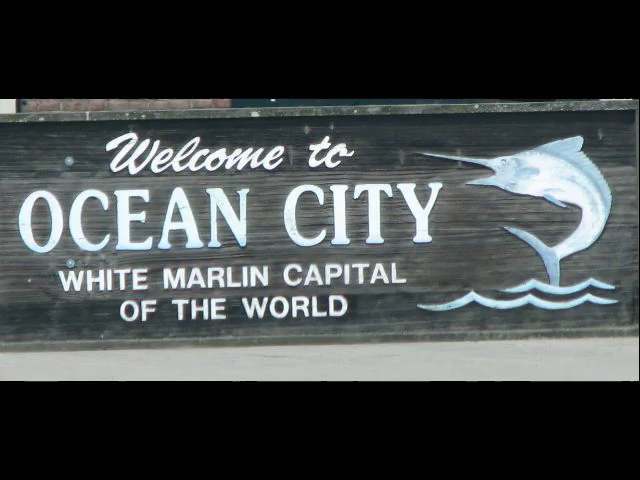 Welcome to
OCEAN CITY
WHITE MARLIN CAPITAL
OF THE WORLD